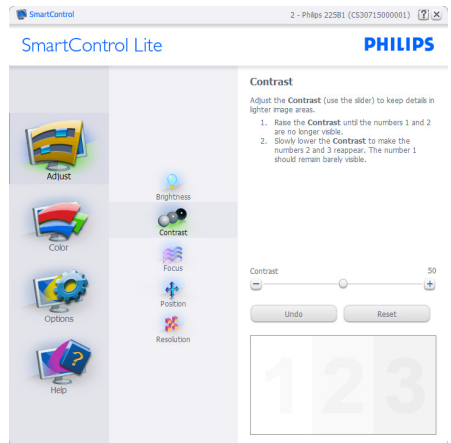 SmartControl
2 - Philips 225B1 (CS30715000001) ? X
SmartControl Lite
PHILIPS
Adjust
Color
Options
Help
Brightness
Contrast
Focus
Position
Resolution
Contrast
Adjust the Contrast (use the slider) to keep details in
lighter image areas.
1. Raise the Contrast until the numbers 1 and 2
are no longer visible.
2. Slowly lower the Contrast to make the
numbers 2 and 3 reappear. The number 1
should remain barely visible.
Contrast 50
Undo Reset
1 2 3